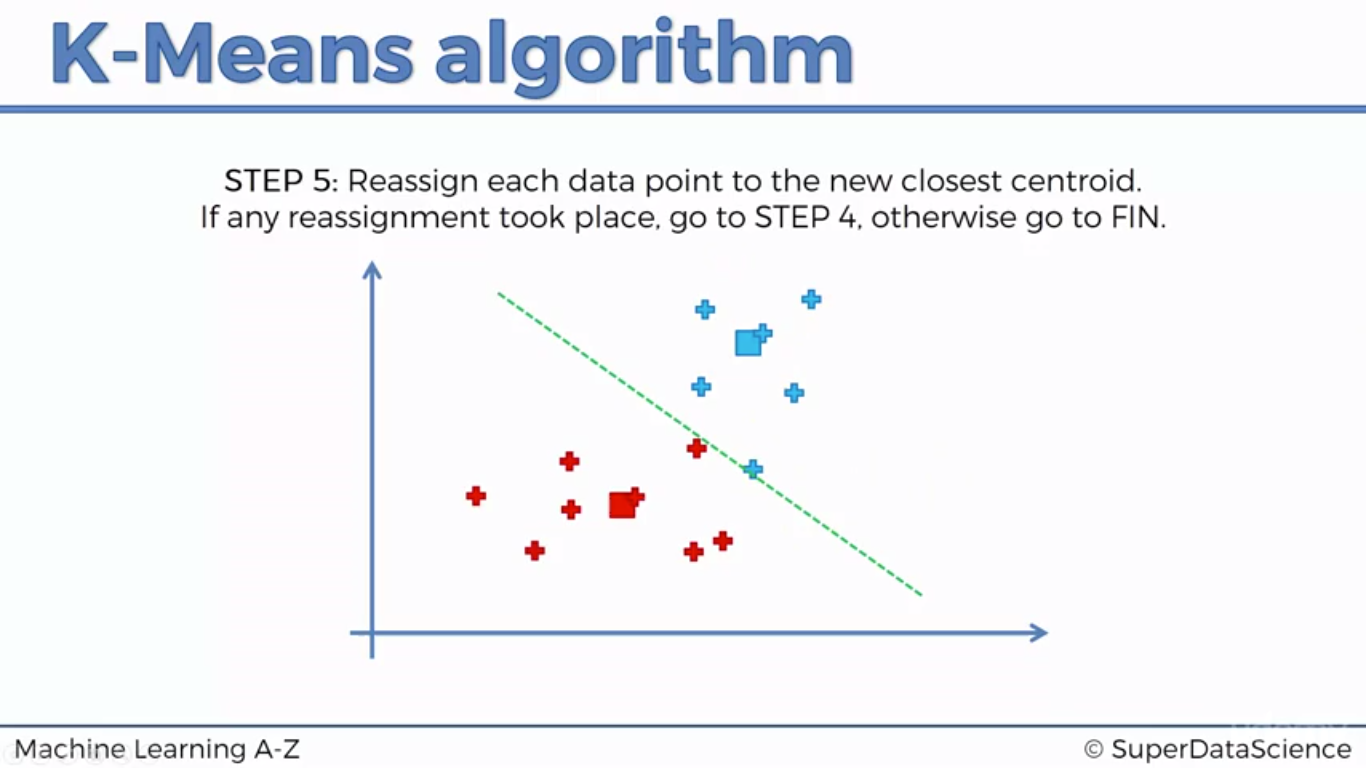 K-Means algorithm
STEP 5: Reassign each data point to the new closest centroid.
If any reassignment took place, go to STEP 4, otherwise go to FIN.
Machine Learning A-Z
© SuperDataScience